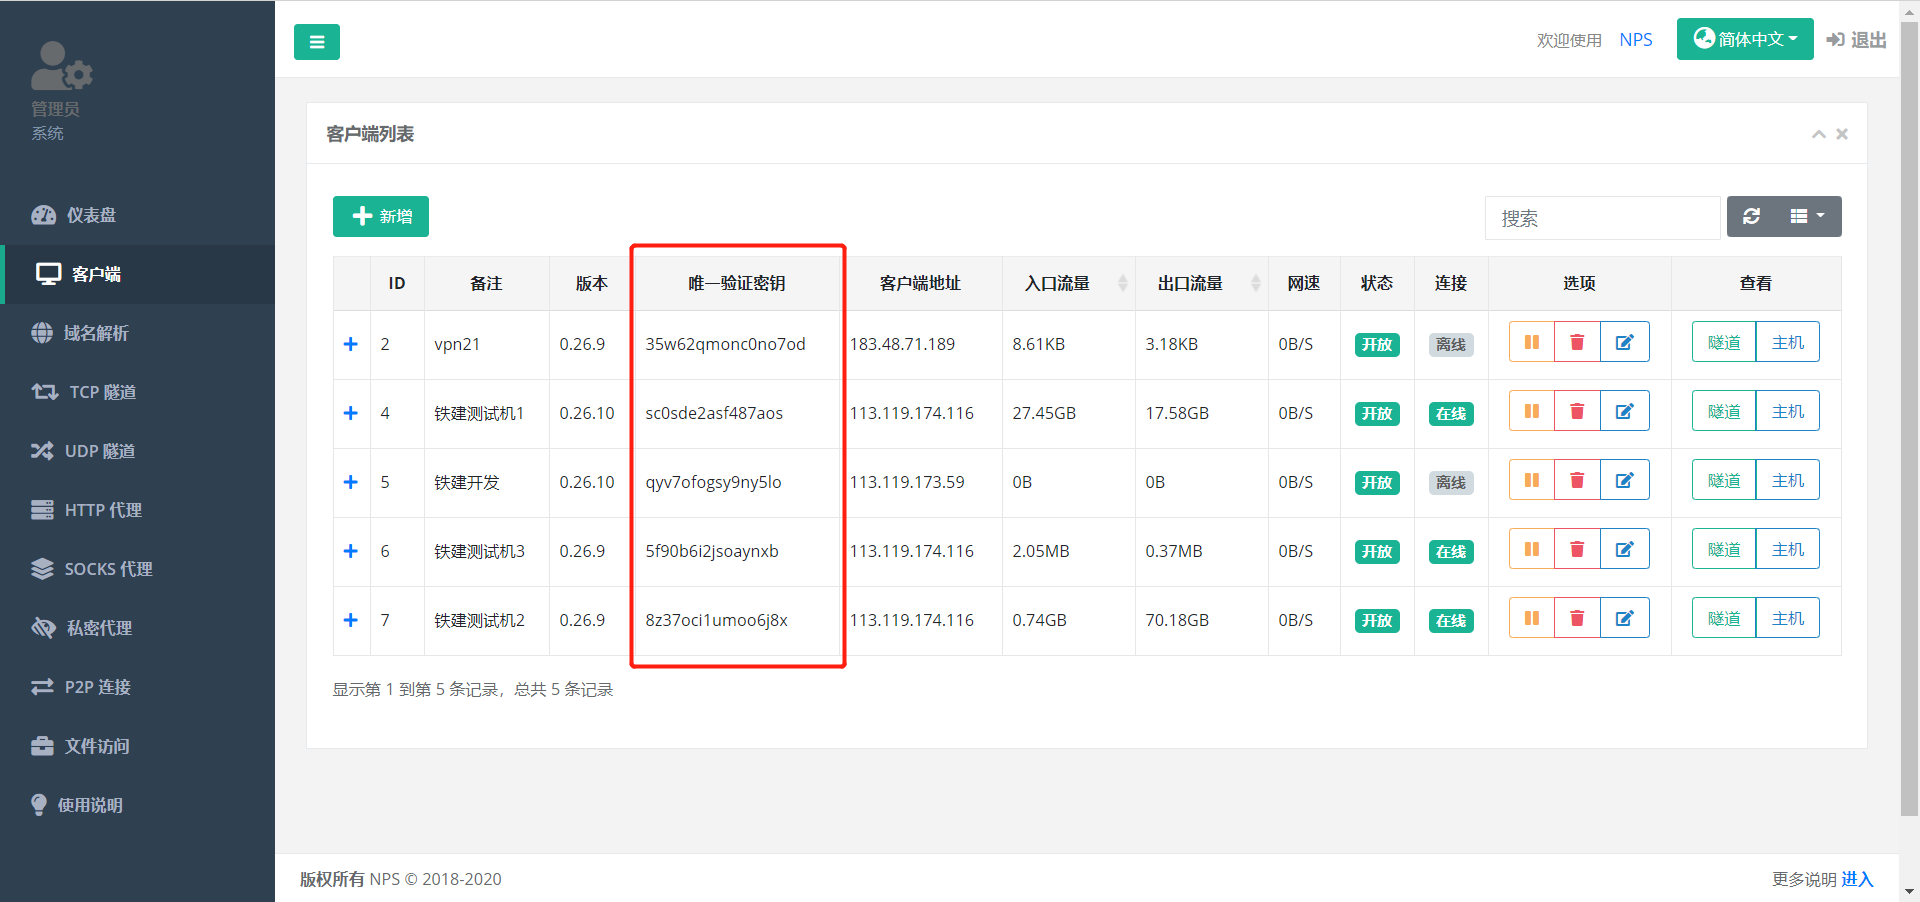 欢迎使用 NPS 简体中文 退出
管理员
系统
仪表盘
客户端
域名解析
TCP 隧道
UDP 隧道
HTTP 代理
SOCKS 代理
私密代理
P2P 连接
文件访问
使用说明
客户端列表
新增
搜索
ID 备注 版本 唯一验证密钥 客户端地址 入口流量 出口流量 网速 状态 连接 选项 查看
2 vpn21 0.26.9 35w62qmonc0no7od 183.48.71.189 8.61KB 3.18KB 0B/S 开放 离线 隧道 主机
4 铁建测试机1 0.26.10 sc0sde2asf487aos 113.119.174.116 27.45GB 17.58GB 0B/S 开放 在线 隧道 主机
5 铁建开发 0.26.10 qyv7ofogsy9ny5lo 113.119.173.59 0B 0B 0B/S 开放 离线 隧道 主机
6 铁建测试机3 0.26.9 5f90b6i2jsoaynxb 113.119.174.116 2.05MB 0.37MB 0B/S 开放 在线 隧道 主机
7 铁建测试机2 0.26.9 8z37oci1umoo6j8x 113.119.174.116 0.74GB 70.18GB 0B/S 开放 在线 隧道 主机
显示第 1 到第 5 条记录，总共 5 条记录
版权所有 NPS © 2018-2020
更多说明 进入